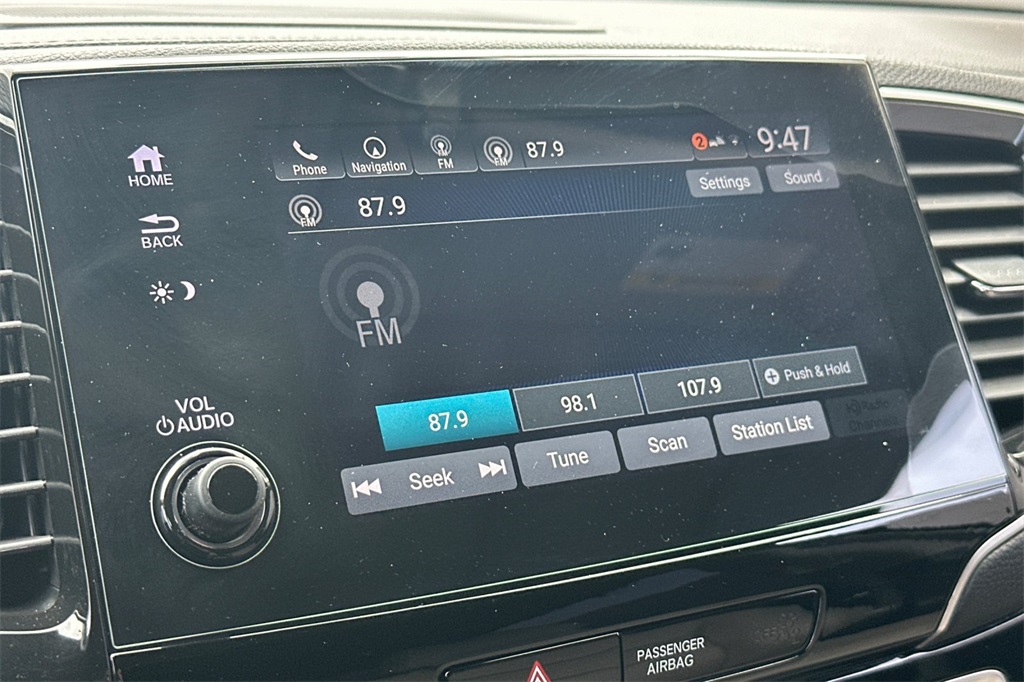 Phone
Navigation
FM
FM
87.9
2
9:47
HOME
FM
87.9
Settings
Sound
BACK
FM
VOL
AUDIO
87.9
98.1
107.9
Push & Hold
Seek
Tune
Scan
Station List
PASSENGER
AIRBAG